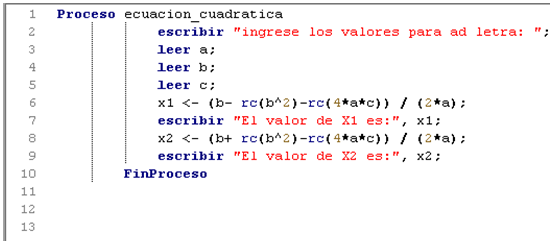 1 Proceso ecuacion_cuadratica
2 escribir "ingrese los valores para ad letra: ";
3 leer a;
4 leer b;
5 leer c;
6 x1 <- (b- rc(b^2)-rc(4*a*c)) / (2*a);
7 escribir "El valor de X1 es:", x1;
8 x2 <- (b+ rc(b^2)-rc(4*a*c)) / (2*a);
9 escribir "El valor de X2 es:", x2;
10 FinProceso
11
12
13